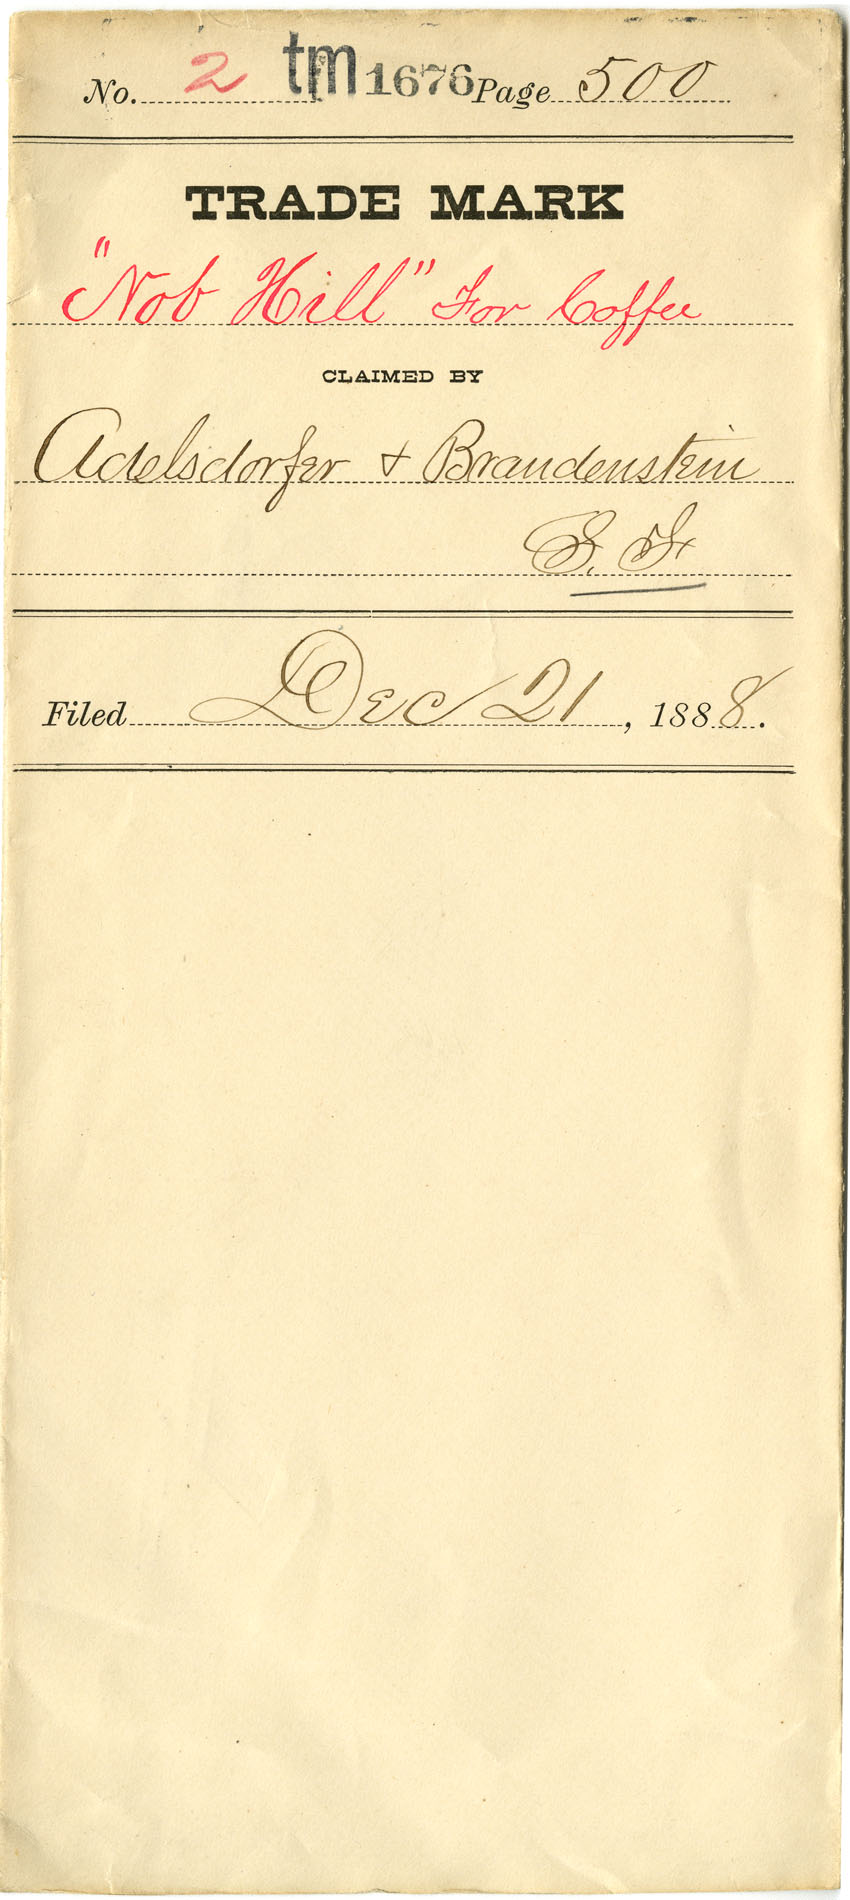 No. 2 tm 1676 Page 500
TRADE MARK
"Nob Hill" For Coffee
CLAIMED BY
Adelsdorfer & Brandenstein
S. F.
Filed Dec 21, 1888.